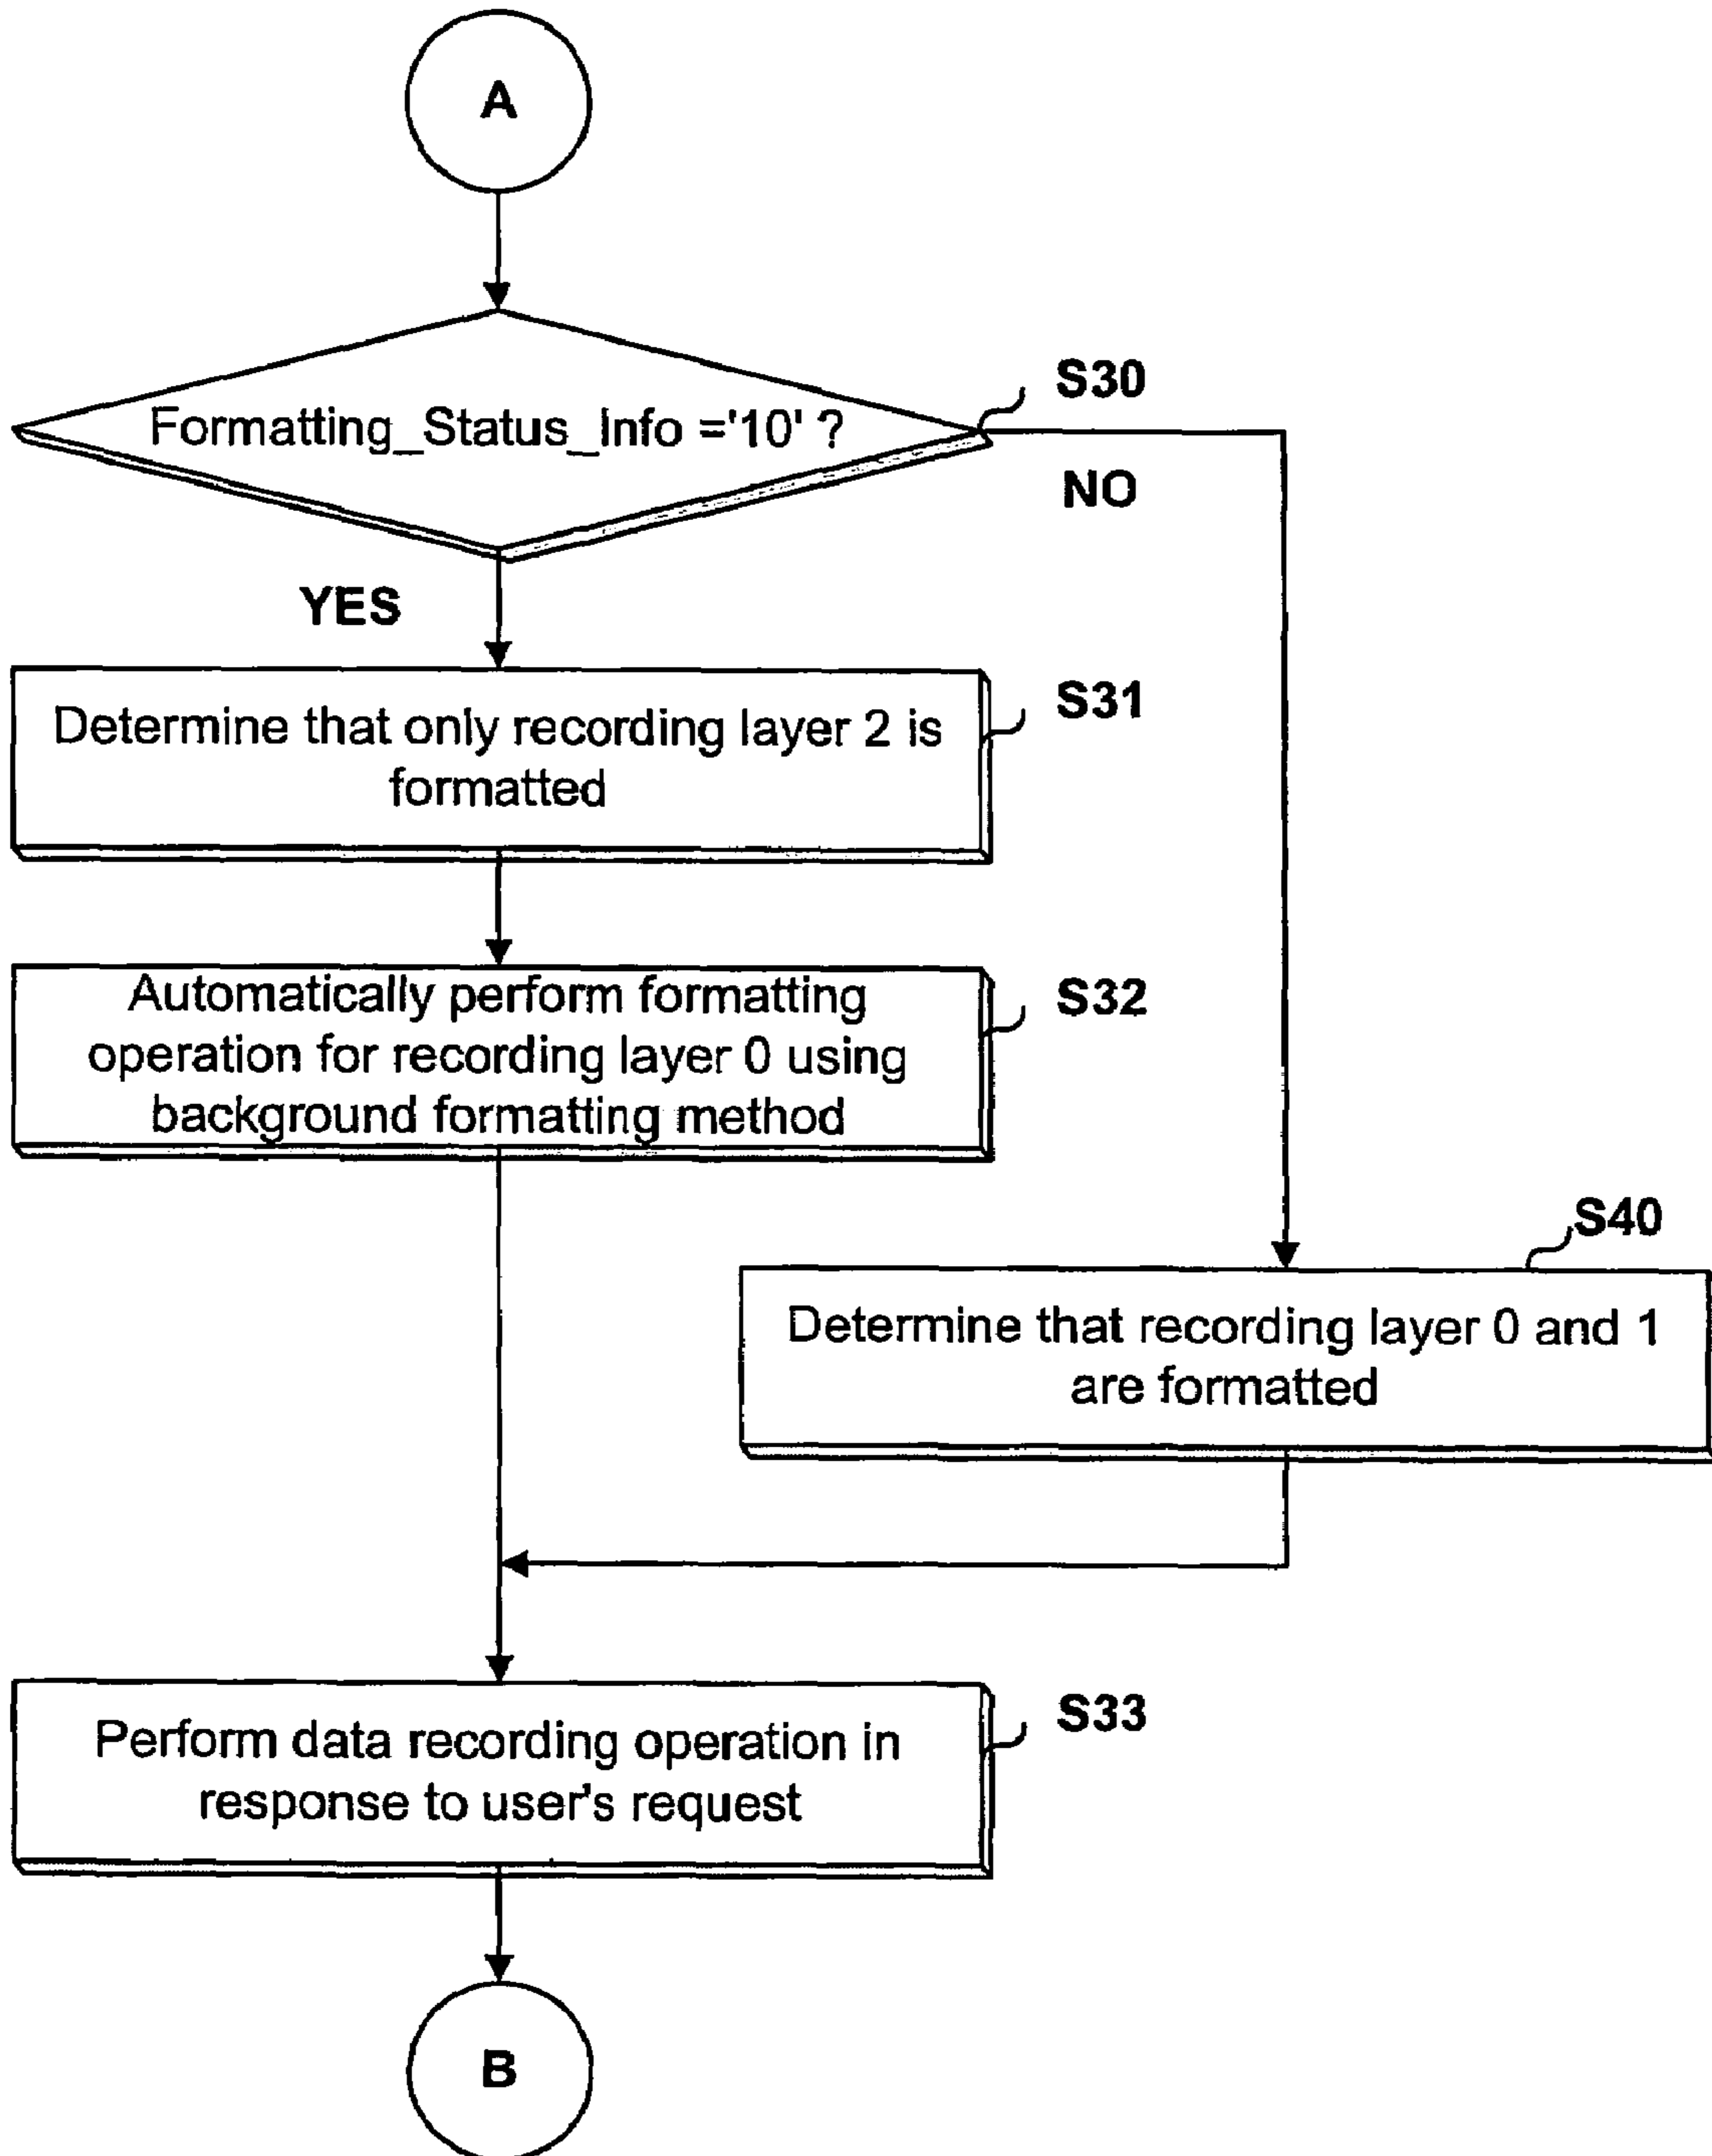 A
S30
Formatting_Status_Info ='10' ?
NO
YES
S31
Determine that only recording layer 2 is
formatted
S32
Automatically perform formatting
operation for recording layer 0 using
background formatting method
S40
Determine that recording layer 0 and 1
are formatted
S33
Perform data recording operation in
response to user's request
B